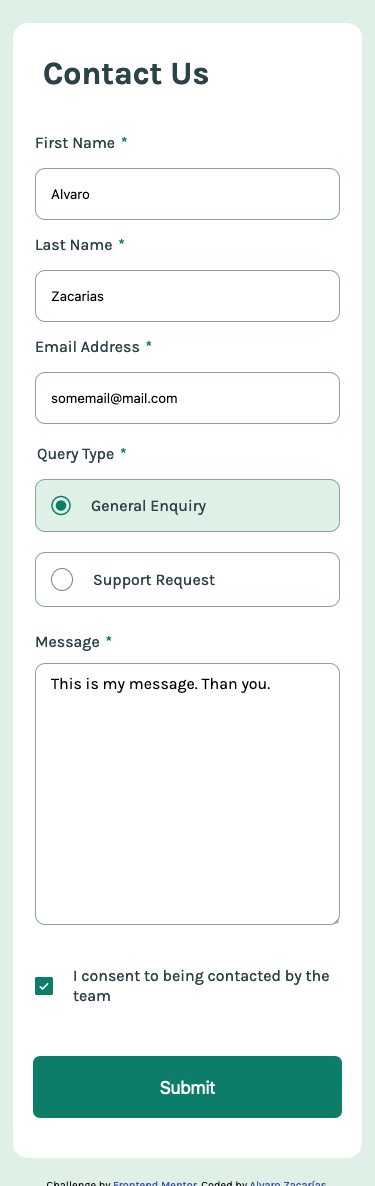 Contact Us
First Name *
Alvaro
Last Name *
Zacarias
Email Address *
somemail@mail.com
Query Type *
General Enquiry
Support Request
Message *
This is my message. Than you.
I consent to being contacted by the
team
Submit
Challenge by Frontend Mentor. Coded by Alvaro Zacarías.